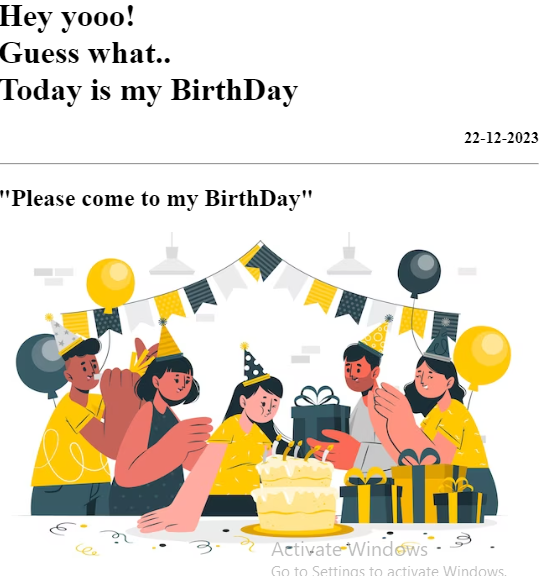 Hey yooo!
Guess what..
Today is my BirthDay
22-12-2023
"Please come to my BirthDay"
Activate Windows
Go to Settings to activate Windows.